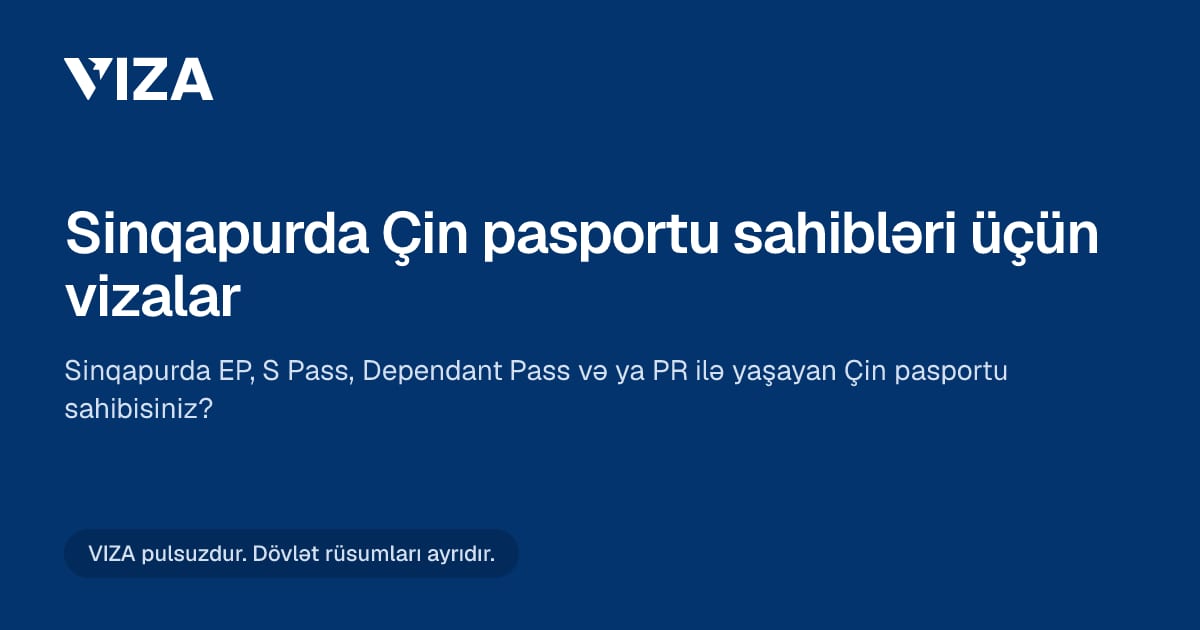 VIZA
Sinqapurda Çin pasportu sahibləri üçün
vizalar
Sinqapurda EP, S Pass, Dependant Pass və ya PR ilə yaşayan Çin pasportu
sahibisiniz?
VIZA pulsuzdur. Dövlət rüsumları ayrıdır.